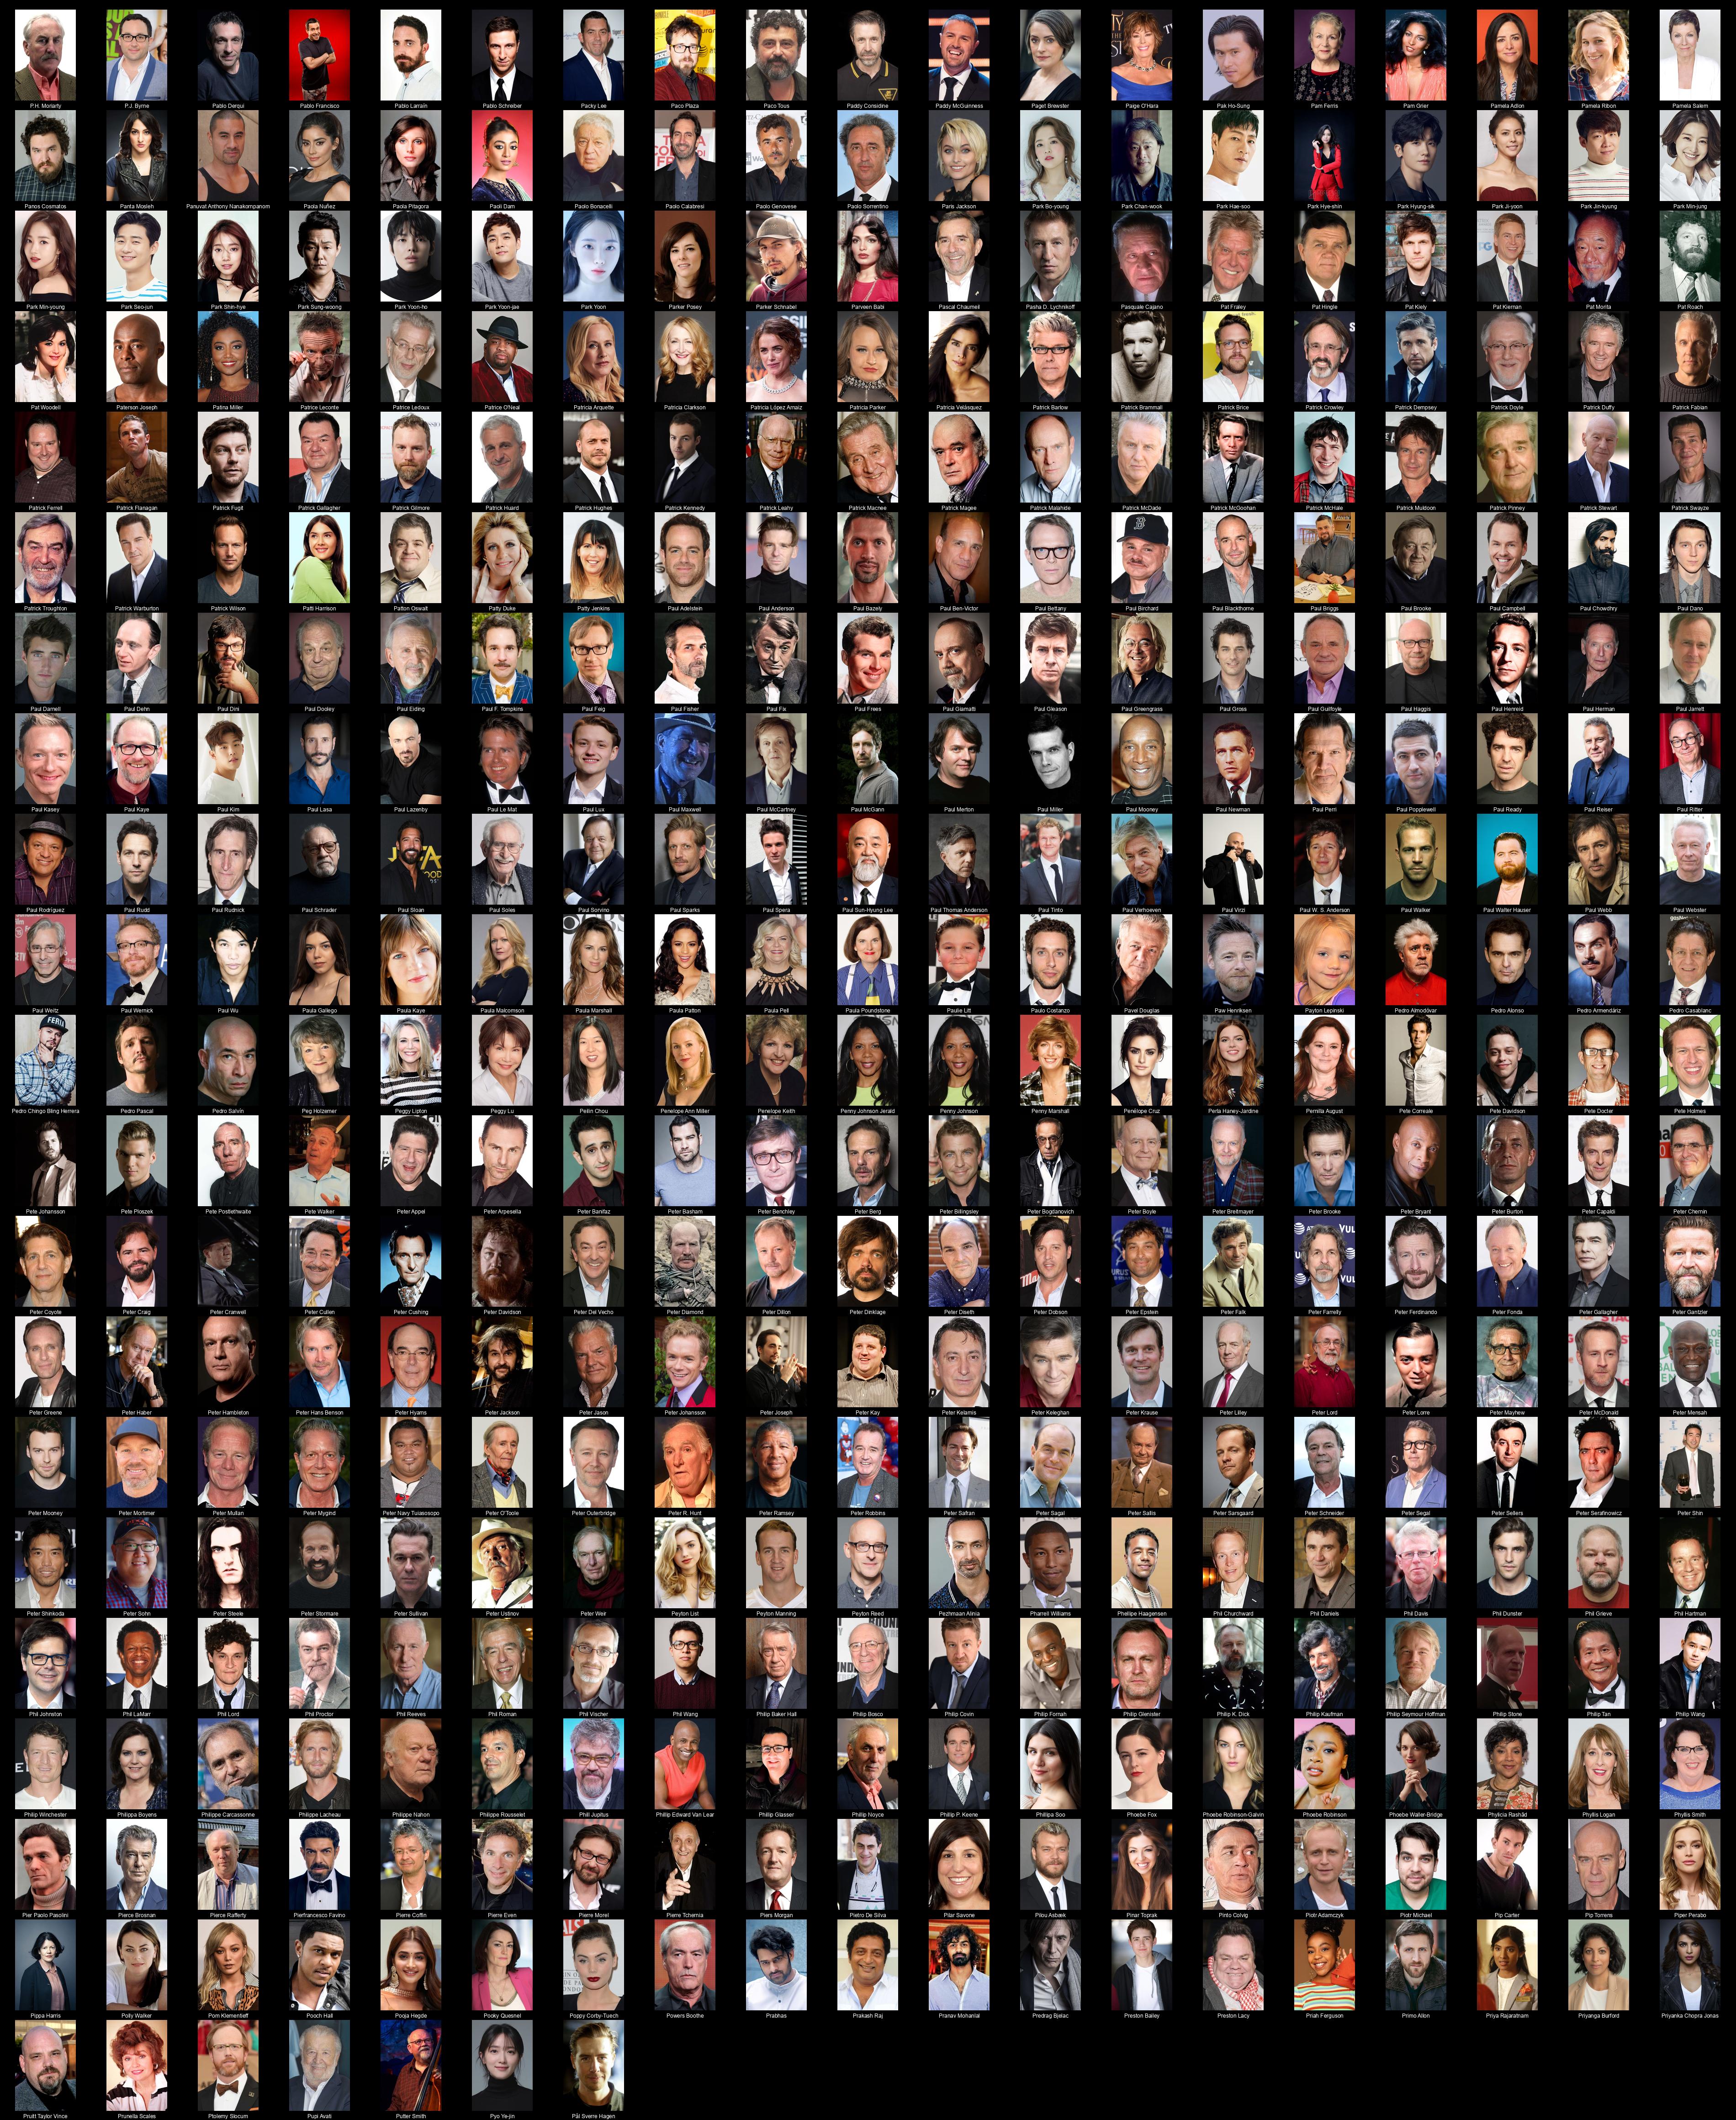 P.H. Moriarty P.J. Byrne Pablo Derqui Pablo Francisco Pablo Larraín Pablo Schreiber Packy Lee Paco Plaza Paco Tous Paddy Considine Paddy McGuinness Paget Brewster Paige O'Hara Pak Ho-Sung Pam Ferris Pam Grier Pamela Adlon Pamela Ribon Pamela Salem
Panos Cosmatos Panta Mosleh Panuvat Anthony Nanakornpanom Paola Nuñez Paola Pitagora Paoli Dam Paolo Bonacelli Paolo Calabresi Paolo Genovese Paolo Sorrentino Paris Jackson Park Bo-young Park Chan-wook Park Hae-soo Park Hye-shin Park Hyung-sik Park Ji-yoon Park Jin-kyung Park Min-jung
Park Min-young Park Seo-jun Park Shin-hye Park Sung-woong Park Yoon-ho Park Yoon-jae Park Yoon Parker Posey Parker Schnabel Parveen Babi Pascal Chaumeil Pasha D. Lychnikoff Pasquale Cajano Pat Fraley Pat Hingle Pat Kiely Pat Kiernan Pat Morita Pat Roach
Pat Woodell Paterson Joseph Patina Miller Patrice Leconte Patrice Ledoux Patrice O'Neal Patricia Arquette Patricia Clarkson Patricia López Arnaiz Patricia Parker Patricia Velásquez Patrick Barlow Patrick Brammall Patrick Brice Patrick Crowley Patrick Dempsey Patrick Doyle Patrick Duffy Patrick Fabian
Patrick Ferrell Patrick Flanagan Patrick Fugit Patrick Gallagher Patrick Gilmore Patrick Huard Patrick Hughes Patrick Kennedy Patrick Leahy Patrick Macnee Patrick Magee Patrick Malahide Patrick McDade Patrick McGoohan Patrick McHale Patrick Muldoon Patrick Pinney Patrick Stewart Patrick Swayze
Patrick Troughton Patrick Warburton Patrick Wilson Patti Harrison Patton Oswalt Patty Duke Patty Jenkins Paul Adelstein Paul Anderson Paul Bazely Paul Ben-Victor Paul Bettany Paul Birchard Paul Blackthorne Paul Briggs Paul Brooke Paul Campbell Paul Chowdhry Paul Dano
Paul Darnell Paul Dehn Paul Dini Paul Dooley Paul Eiding Paul F. Tompkins Paul Feig Paul Fisher Paul Fix Paul Frees Paul Giamatti Paul Gleason Paul Greengrass Paul Gross Paul Guilfoyle Paul Haggis Paul Henreid Paul Herman Paul Jarrett
Paul Kasey Paul Kaye Paul Kim Paul Lasa Paul Lazenby Paul Le Mat Paul Lux Paul Maxwell Paul McCartney Paul McGann Paul Merton Paul Miller Paul Mooney Paul Newman Paul Perri Paul Popplewell Paul Ready Paul Reiser Paul Ritter
Paul Rodríguez Paul Rudd Paul Rudnick Paul Schrader Paul Sloan Paul Soles Paul Sorvino Paul Sparks Paul Spera Paul Sun-Hyung Lee Paul Thomas Anderson Paul Tinto Paul Verhoeven Paul Virzi Paul W. S. Anderson Paul Walker Paul Walter Hauser Paul Webb Paul Webster
Paul Weitz Paul Wernick Paul Wu Paula Gallego Paula Kaye Paula Malcomson Paula Marshall Paula Patton Paula Pell Paula Poundstone Paulie Litt Paulo Costanzo Pavel Douglas Paw Henriksen Payton Lepinski Pedro Almodóvar Pedro Alonso Pedro Armendáriz Pedro Casablanc
Pedro Chingo Bling Herrera Pedro Pascal Pedro Salvín Peg Holzemer Peggy Lipton Peggy Lu Peilin Chou Penelope Ann Miller Penelope Keith Penny Johnson Jerald Penny Johnson Penny Marshall Penélope Cruz Perla Haney-Jardine Pernilla August Pete Correale Pete Davidson Pete Docter Pete Holmes
Pete Johansson Pete Ploszek Pete Postlethwaite Pete Walker Peter Appel Peter Arpesella Peter Banifaz Peter Basham Peter Benchley Peter Berg Peter Billingsley Peter Bogdanovich Peter Boyle Peter Breitmayer Peter Brooke Peter Bryant Peter Burton Peter Capaldi Peter Chernin
Peter Coyote Peter Craig Peter Cranwell Peter Cullen Peter Cushing Peter Davidson Peter Del Vecho Peter Diamond Peter Dillon Peter Dinklage Peter Diseth Peter Dobson Peter Epstein Peter Falk Peter Farrelly Peter Ferdinando Peter Fonda Peter Gallagher Peter Gantzler
Peter Greene Peter Haber Peter Hambleton Peter Hans Benson Peter Hyams Peter Jackson Peter Jason Peter Johansson Peter Joseph Peter Kay Peter Kelamis Peter Keleghan Peter Krause Peter Lilley Peter Lord Peter Lorre Peter Mayhew Peter McDonald Peter Mensah
Peter Mooney Peter Mortimer Peter Mullan Peter Mygind Peter Navy Tuiasosopo Peter O'Toole Peter Outerbridge Peter R. Hunt Peter Ramsey Peter Robbins Peter Safran Peter Sagal Peter Sallis Peter Sarsgaard Peter Schneider Peter Segal Peter Sellers Peter Serafinowicz Peter Shin
Peter Shinkoda Peter Sohn Peter Steele Peter Stormare Peter Sullivan Peter Ustinov Peter Weir Peyton List Peyton Manning Peyton Reed Pezhmaan Alinia Pharrell Williams Phellipe Haagensen Phil Churchward Phil Daniels Phil Davis Phil Dunster Phil Grieve Phil Hartman
Phil Johnston Phil LaMarr Phil Lord Phil Proctor Phil Reeves Phil Roman Phil Vischer Phil Wang Philip Baker Hall Philip Bosco Philip Covin Philip Fornah Philip Glenister Philip K. Dick Philip Kaufman Philip Seymour Hoffman Philip Stone Philip Tan Philip Wang
Philip Winchester Philippa Boyens Philippe Carcassonne Philippe Lacheau Philippe Nahon Philippe Rousselet Phill Jupitus Phillip Edward Van Lear Phillip Glasser Phillip Noyce Phillip P. Keene Phillipa Soo Phoebe Fox Phoebe Robinson-Galvin Phoebe Robinson Phoebe Waller-Bridge Phylicia Rashād Phyllis Logan Phyllis Smith
Pier Paolo Pasolini Pierce Brosnan Pierce Rafferty Pierfrancesco Favino Pierre Coffin Pierre Even Pierre Morel Pierre Tchernia Piers Morgan Pietro De Silva Pilar Savone Pilou Asbæk Pinar Toprak Pinto Colvig Piotr Adamczyk Piotr Michael Pip Carter Pip Torrens Piper Perabo
Pippa Harris Polly Walker Pom Klementieff Pooch Hall Pooja Hegde Pooky Quesnel Poppy Corby-Tuech Powers Boothe Prabhas Prakash Raj Pranav Mohanlal Predrag Bjelac Preston Bailey Preston Lacy Priah Ferguson Primo Allon Priya Rajaratnam Priyanga Burford Priyanka Chopra Jonas
Pruitt Taylor Vince Prunella Scales Ptolemy Slocum Pupi Avati Putter Smith Pyo Ye-jin Pål Sverre Hagen